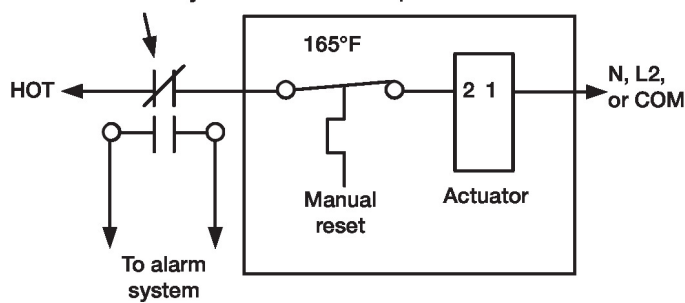 165°F
HOT
2 1
N, L2,
or COM
Manual
reset
Actuator
To alarm
system